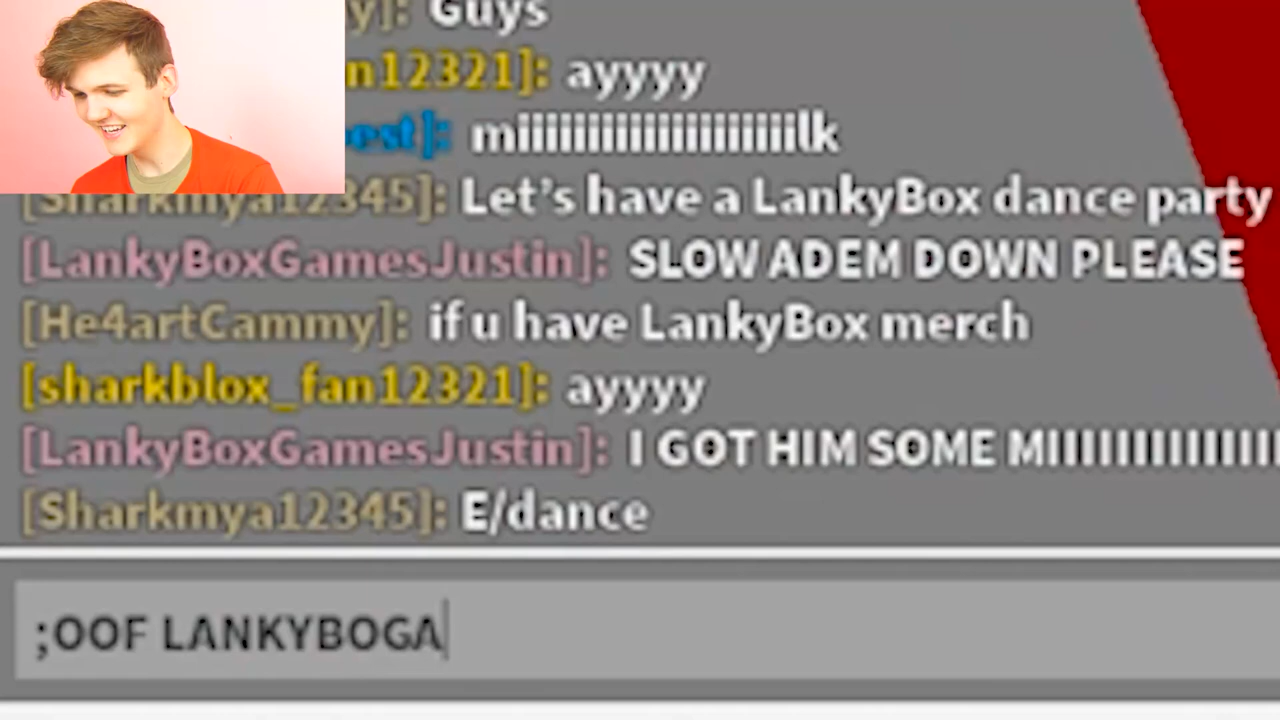 y]: Guys
n12321]: ayyyy
est]: miiiiiiiiiiiiiiiiiiiilk
[Sharkmya12345]: Let’s have a LankyBox dance party
[LankyBoxGamesJustin]: SLOW ADEM DOWN PLEASE
[He4artCammy]: if u have LankyBox merch
[sharkblox_fan12321]: ayyyy
[LankyBoxGamesJustin]: I GOT HIM SOME MIIIIIIIIIIIIII
[Sharkmya12345]: E/dance
;OOF LANKYBOGA